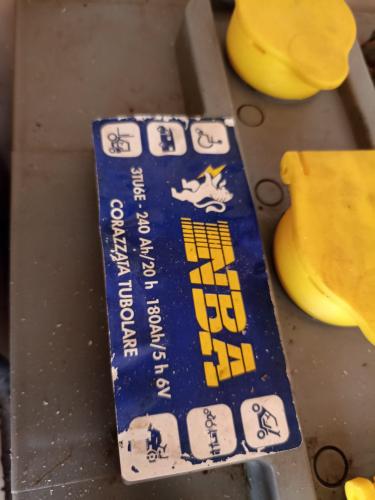 NBA
3TU6E - 240 Ah/20 h 180Ah/5 h 6V
CORAZZATA TUBOLARE